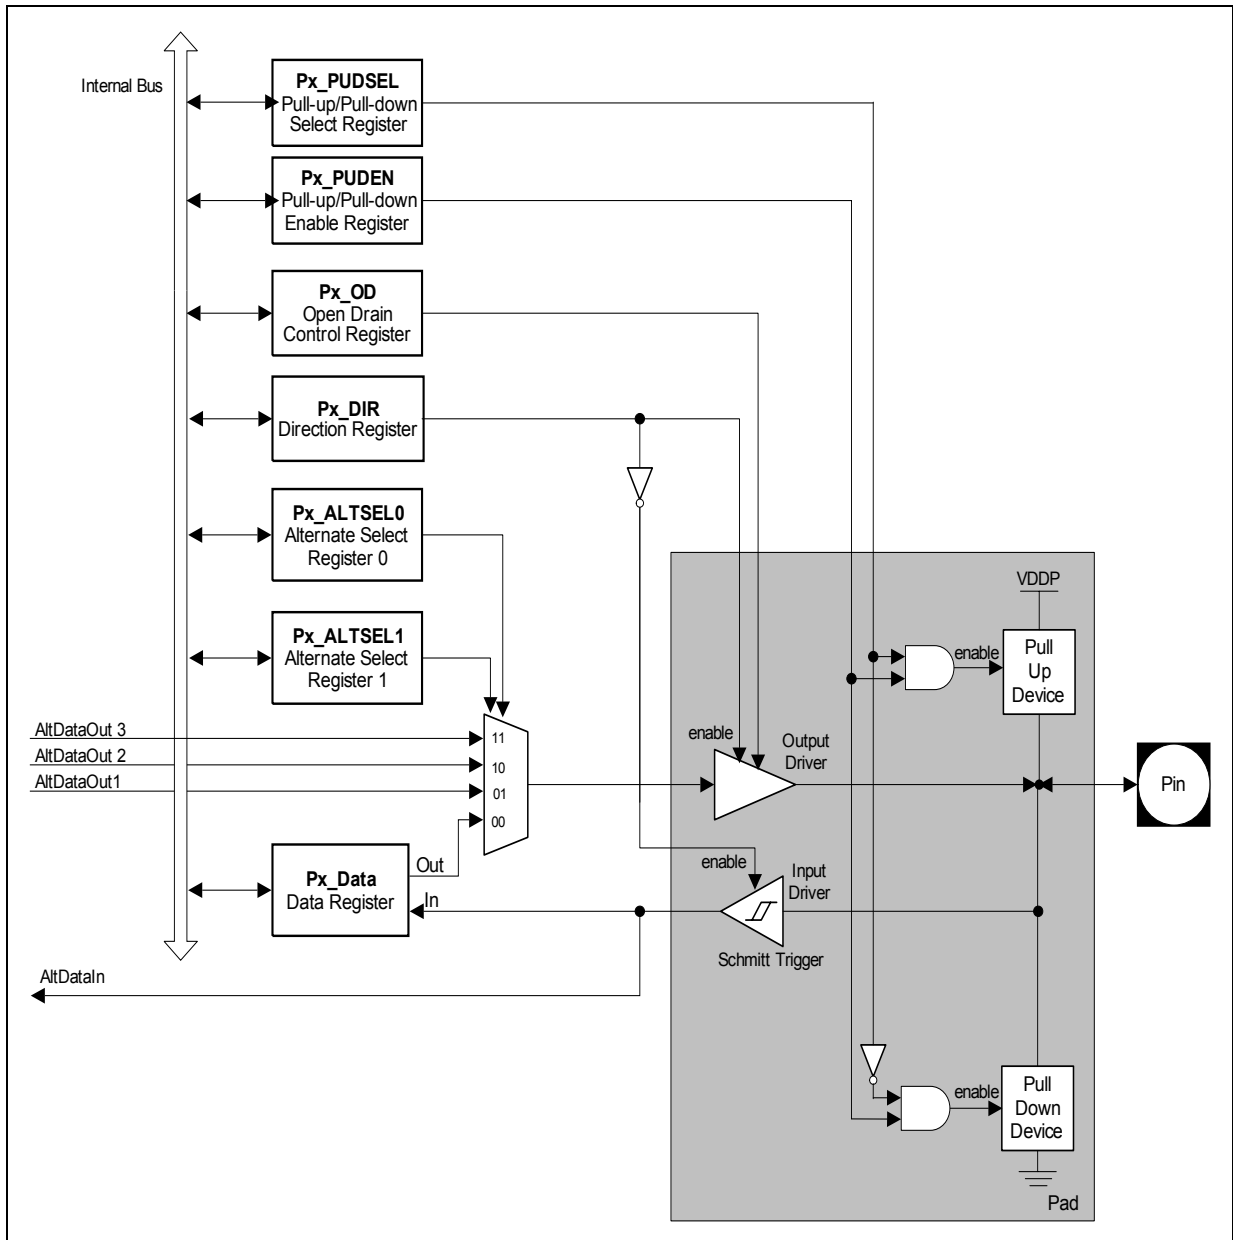 Internal Bus
Px_PUDSEL
Pull-up/Pull-down
Select Register
Px_PUDEN
Pull-up/Pull-down
Enable Register
Px_OD
Open Drain
Control Register
Px_DIR
Direction Register
Px_ALTSEL0
Alternate Select
Register 0
Px_ALTSEL1
Alternate Select
Register 1
AltDataOut 3
AltDataOut 2
AltDataOut1
11
10
01
00
Px_Data
Data Register
Out
In
AltDataIn
enable
Output
Driver
enable
Input
Driver
Schmitt Trigger
VDDP
enable
Pull
Up
Device
Pin
enable
Pull
Down
Device
Pad